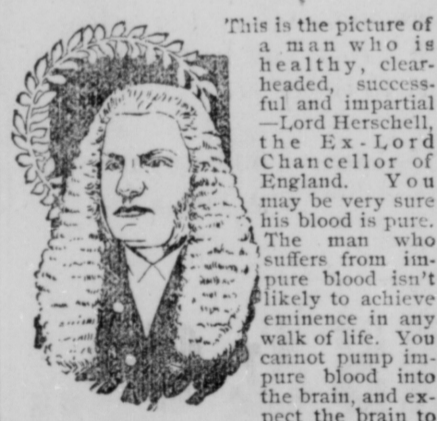 This is the picture of
a man who is
healthy, clear-
headed, success-
ful and impartial
—Lord Herschell,
the Ex-Lord
Chancellor of
England. You
may be very sure
his blood is pure.
The man who
suffers from im-
pure blood isn't
likely to achieve
eminence in any
walk of life. You
cannot pump im-
pure blood into
the brain, and ex-
pect the brain to